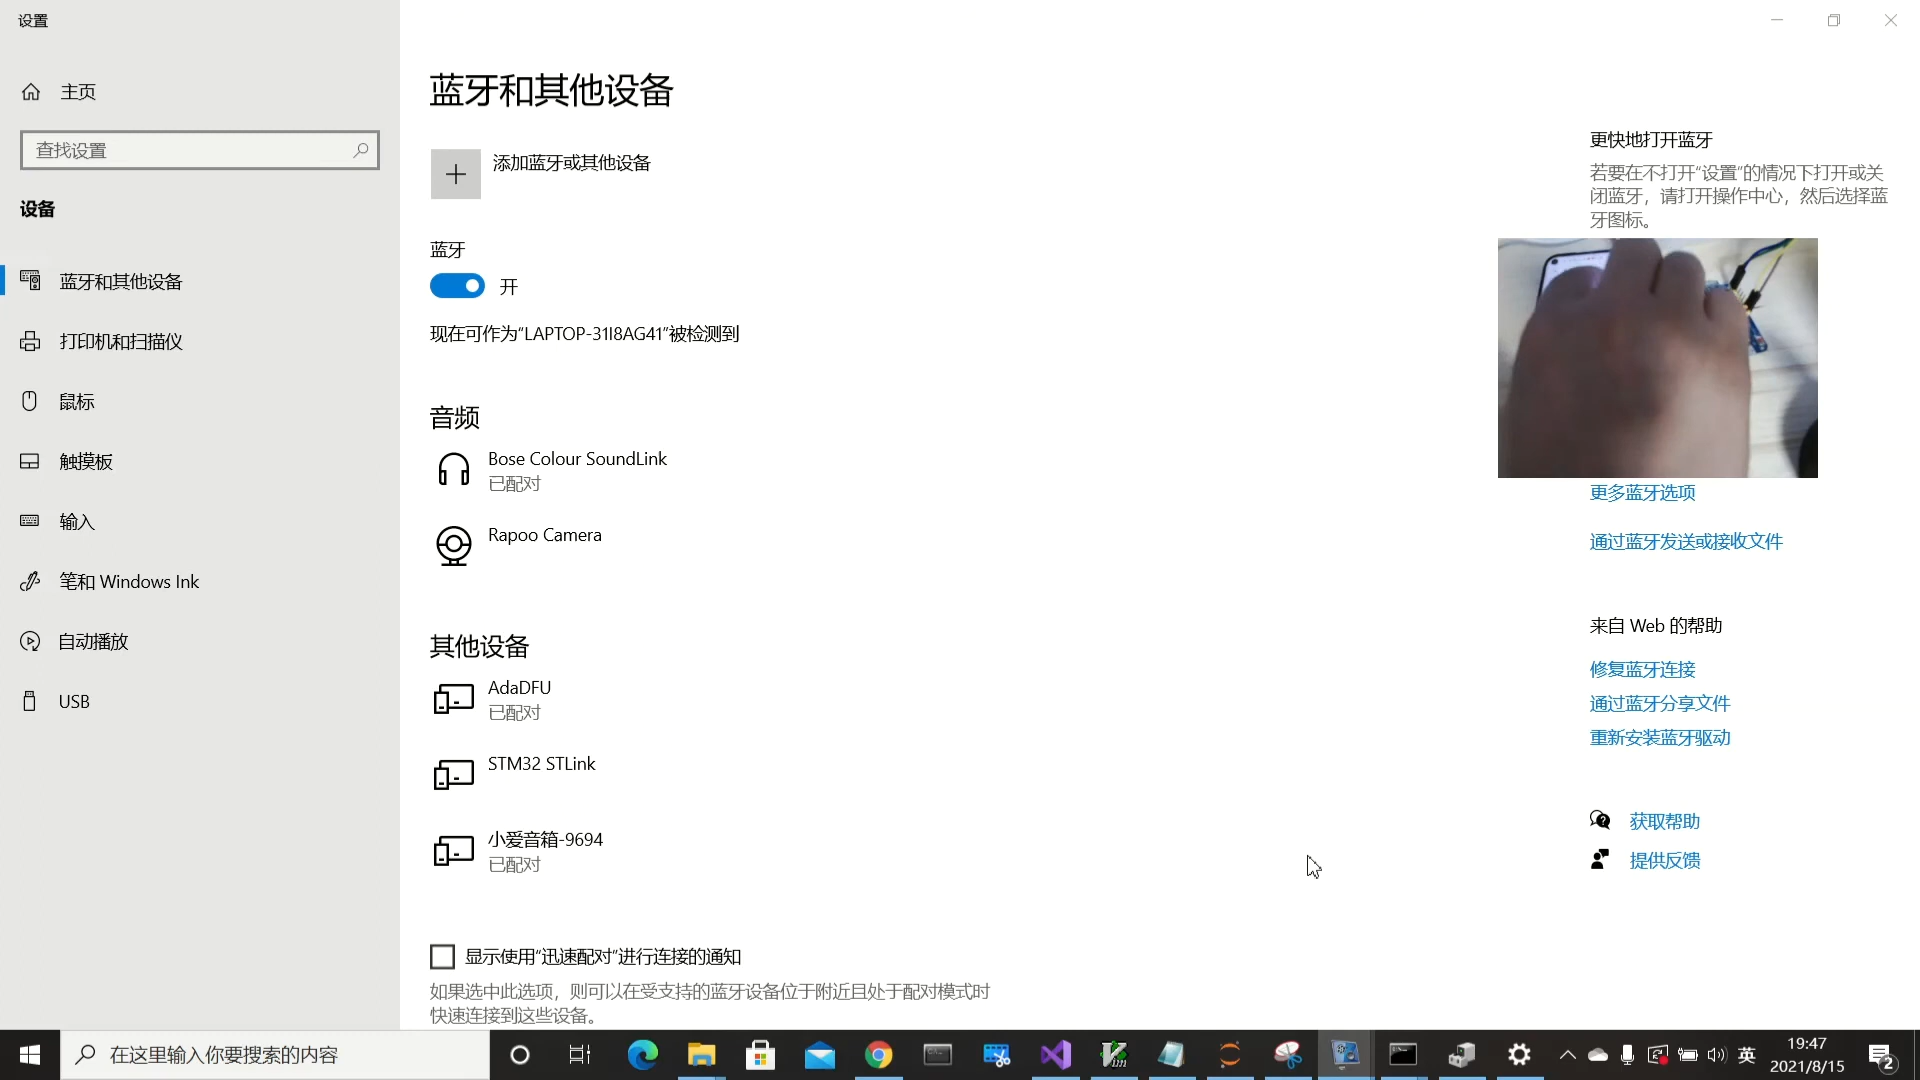 设置
主页
查找设置
设备
蓝牙和其他设备
打印机和扫描仪
鼠标
触摸板
输入
笔和 Windows Ink
自动播放
USB
蓝牙和其他设备
添加蓝牙或其他设备
蓝牙
开
现在可作为“LAPTOP-31I8AG41”被检测到
音频
Bose Colour SoundLink
已配对
Rapoo Camera
其他设备
AdaDFU
已配对
STM32 STLink
小爱音箱-9694
已配对
显示使用“迅速配对”进行连接的通知
如果选中此选项，则可以在受支持的蓝牙设备位于附近且处于配对模式时
快速连接到这些设备。
更快地打开蓝牙
若要在不打开“设置”的情况下打开或关
闭蓝牙，请打开操作中心，然后选择蓝
牙图标。
更多蓝牙选项
通过蓝牙发送或接收文件
来自 Web 的帮助
修复蓝牙连接
通过蓝牙分享文件
重新安装蓝牙驱动
获取帮助
提供反馈
在这里输入你要搜索的内容
英
19:47
2021/8/15
2